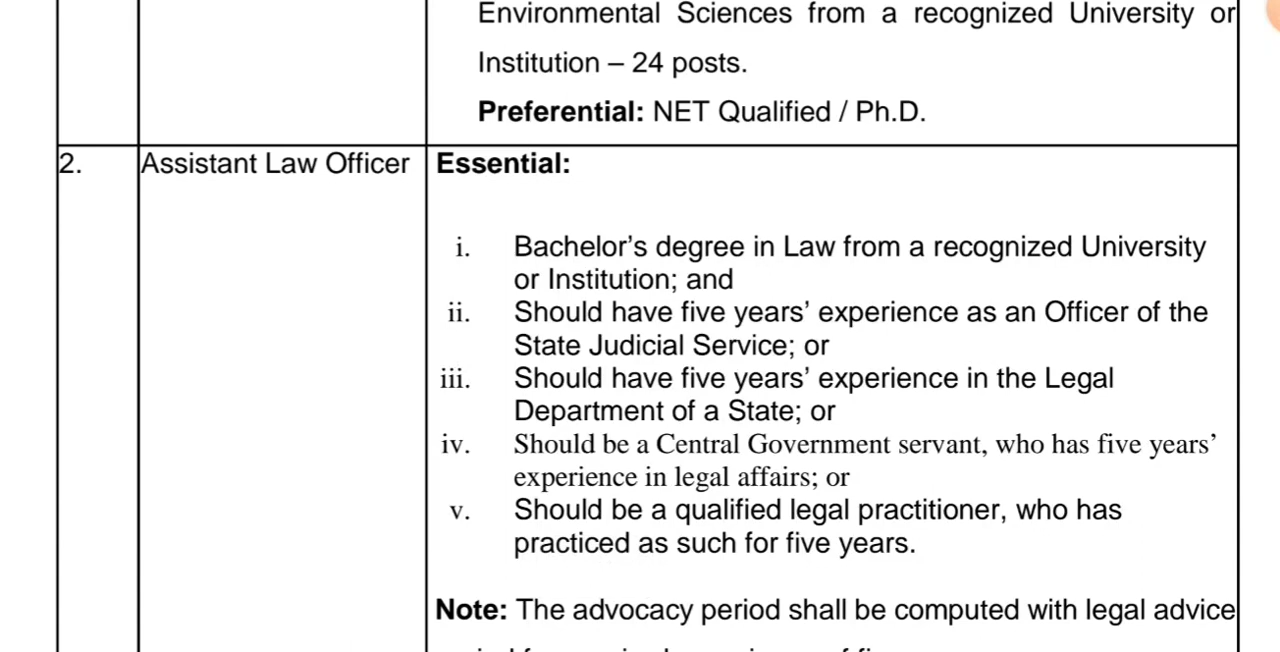 Environmental Sciences from a recognized University or
Institution – 24 posts.
Preferential: NET Qualified / Ph.D.
2. Assistant Law Officer Essential:
i. Bachelor’s degree in Law from a recognized University
or Institution; and
ii. Should have five years’ experience as an Officer of the
State Judicial Service; or
iii. Should have five years’ experience in the Legal
Department of a State; or
iv. Should be a Central Government servant, who has five years’
experience in legal affairs; or
v. Should be a qualified legal practitioner, who has
practiced as such for five years.
Note: The advocacy period shall be computed with legal advice